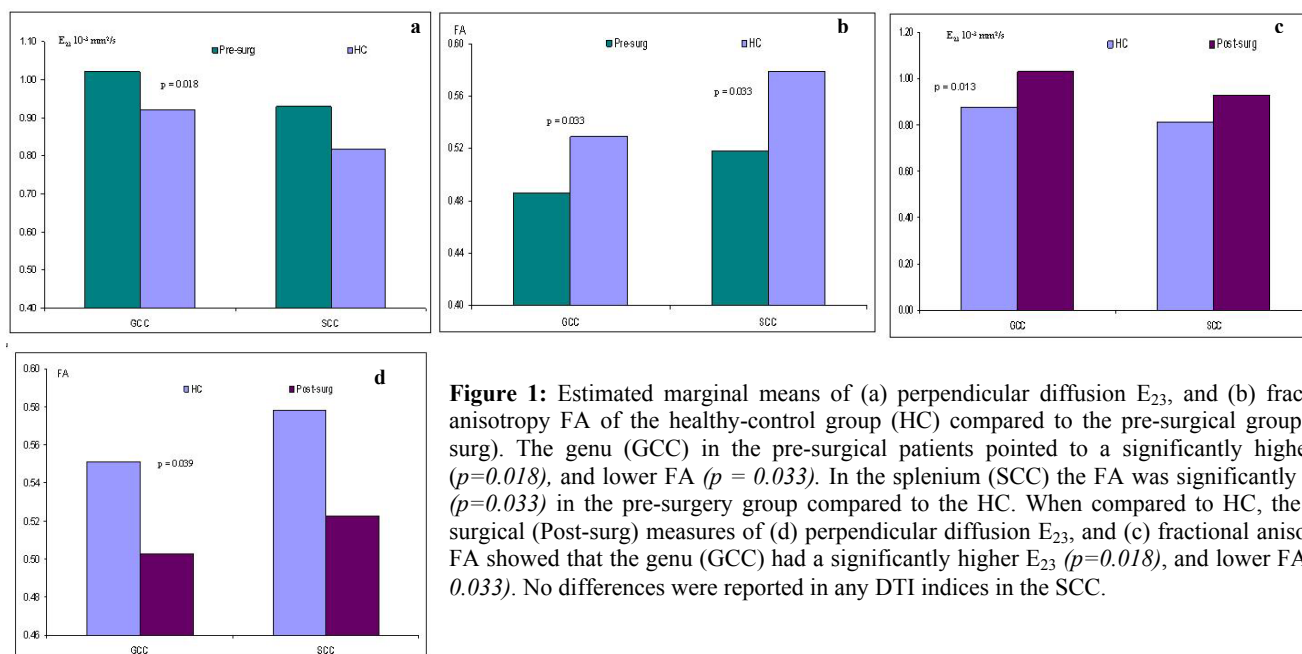 a
E₂₃ 10⁻³ mm²/s
Pre-surg HC
1.10
1.00
0.90
0.80
0.70
0.60
0.50
0.40
p = 0.018
GCC SCC
b
FA
Pre-surg HC
0.60
0.56
0.52
0.48
0.44
0.40
p = 0.033
p = 0.033
GCC SCC
c
E₂₃ 10⁻³ mm²/s
HC Post-surg
1.20
1.00
0.80
0.60
0.40
0.20
0.00
p = 0.013
GCC SCC
d
FA
HC Post-surg
0.60
0.58
0.56
0.54
0.52
0.50
0.48
0.46
p = 0.039
GCC SCC
Figure 1: Estimated marginal means of (a) perpendicular diffusion E₂₃, and (b) frac
anisotropy FA of the healthy-control group (HC) compared to the pre-surgical group
surg). The genu (GCC) in the pre-surgical patients pointed to a significantly highe
(p=0.018), and lower FA (p = 0.033). In the splenium (SCC) the FA was significantly
(p=0.033) in the pre-surgery group compared to the HC. When compared to HC, the
surgical (Post-surg) measures of (d) perpendicular diffusion E₂₃, and (c) fractional aniso
FA showed that the genu (GCC) had a significantly higher E₂₃ (p=0.018), and lower FA
0.033). No differences were reported in any DTI indices in the SCC.